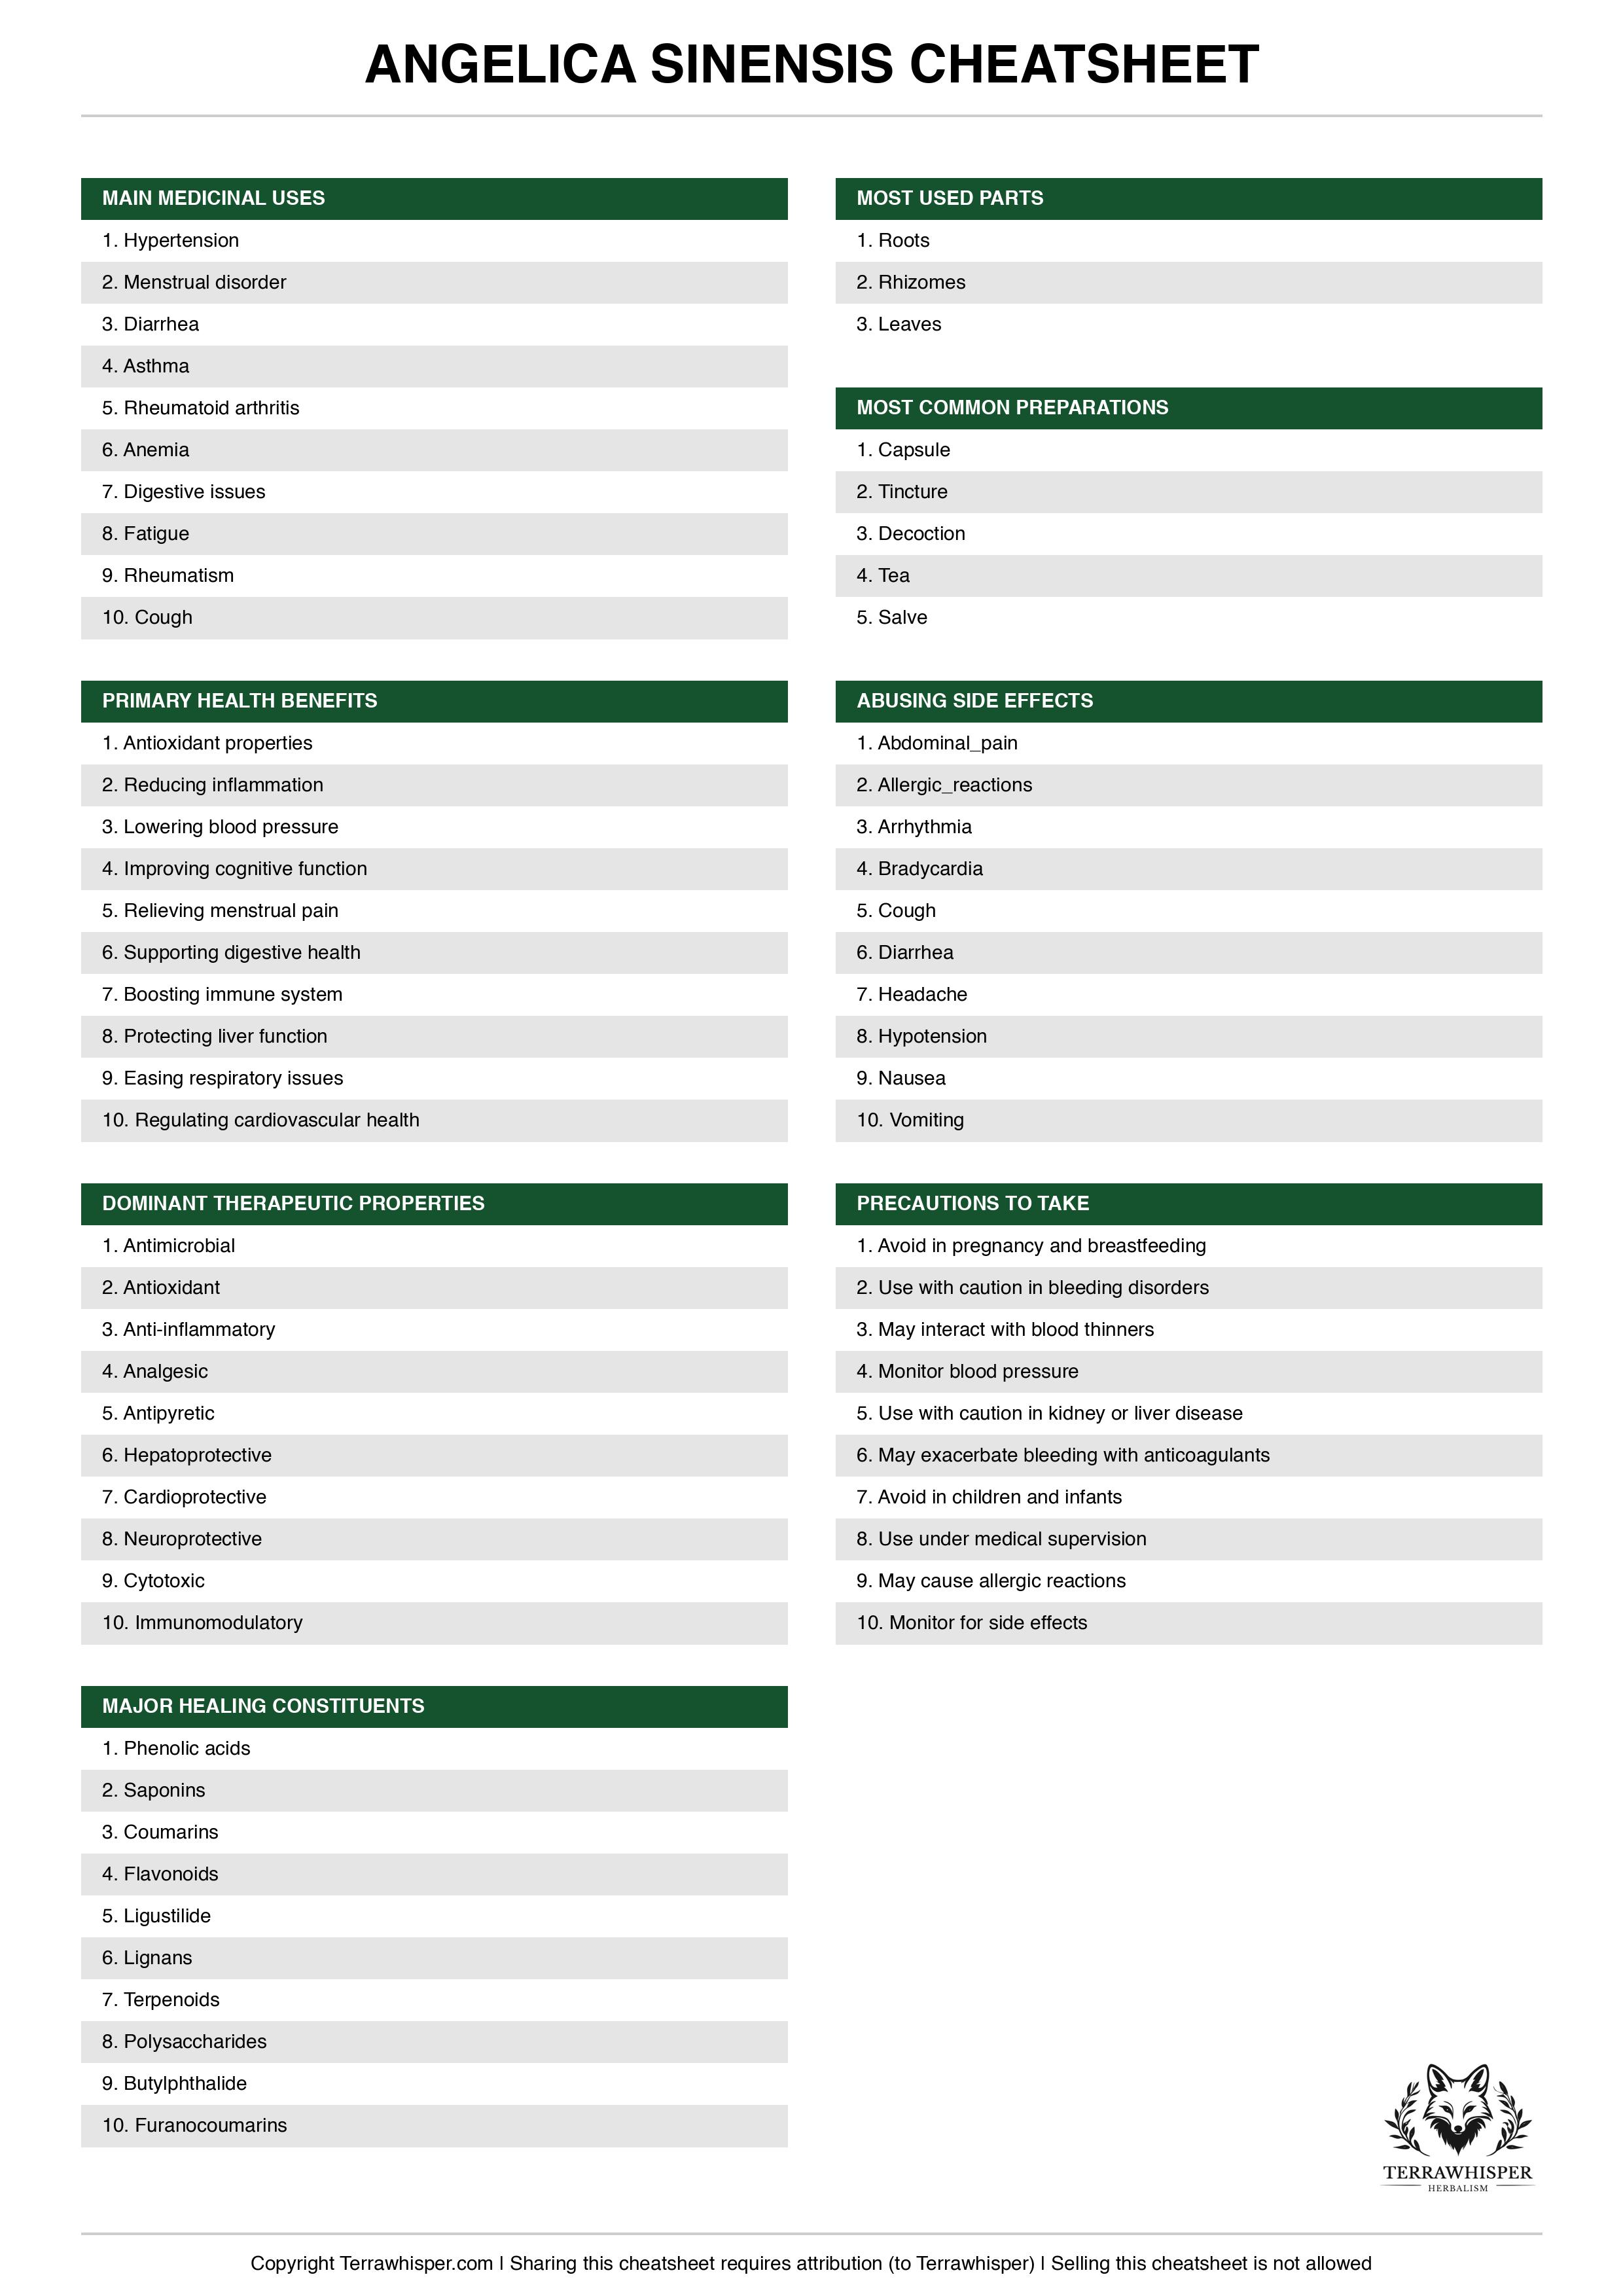 ANGELICA SINENSIS CHEATSHEET
MAIN MEDICINAL USES
1. Hypertension
2. Menstrual disorder
3. Diarrhea
4. Asthma
5. Rheumatoid arthritis
6. Anemia
7. Digestive issues
8. Fatigue
9. Rheumatism
10. Cough
PRIMARY HEALTH BENEFITS
1. Antioxidant properties
2. Reducing inflammation
3. Lowering blood pressure
4. Improving cognitive function
5. Relieving menstrual pain
6. Supporting digestive health
7. Boosting immune system
8. Protecting liver function
9. Easing respiratory issues
10. Regulating cardiovascular health
DOMINANT THERAPEUTIC PROPERTIES
1. Antimicrobial
2. Antioxidant
3. Anti-inflammatory
4. Analgesic
5. Antipyretic
6. Hepatoprotective
7. Cardioprotective
8. Neuroprotective
9. Cytotoxic
10. Immunomodulatory
MAJOR HEALING CONSTITUENTS
1. Phenolic acids
2. Saponins
3. Coumarins
4. Flavonoids
5. Ligustilide
6. Lignans
7. Terpenoids
8. Polysaccharides
9. Butylphthalide
10. Furanocoumarins
MOST USED PARTS
1. Roots
2. Rhizomes
3. Leaves
MOST COMMON PREPARATIONS
1. Capsule
2. Tincture
3. Decoction
4. Tea
5. Salve
ABUSING SIDE EFFECTS
1. Abdominal_pain
2. Allergic_reactions
3. Arrhythmia
4. Bradycardia
5. Cough
6. Diarrhea
7. Headache
8. Hypotension
9. Nausea
10. Vomiting
PRECAUTIONS TO TAKE
1. Avoid in pregnancy and breastfeeding
2. Use with caution in bleeding disorders
3. May interact with blood thinners
4. Monitor blood pressure
5. Use with caution in kidney or liver disease
6. May exacerbate bleeding with anticoagulants
7. Avoid in children and infants
8. Use under medical supervision
9. May cause allergic reactions
10. Monitor for side effects
TERRAWHISPER
HERBALISM
Copyright Terrawhisper.com | Sharing this cheatsheet requires attribution (to Terrawhisper) | Selling this cheatsheet is not allowed